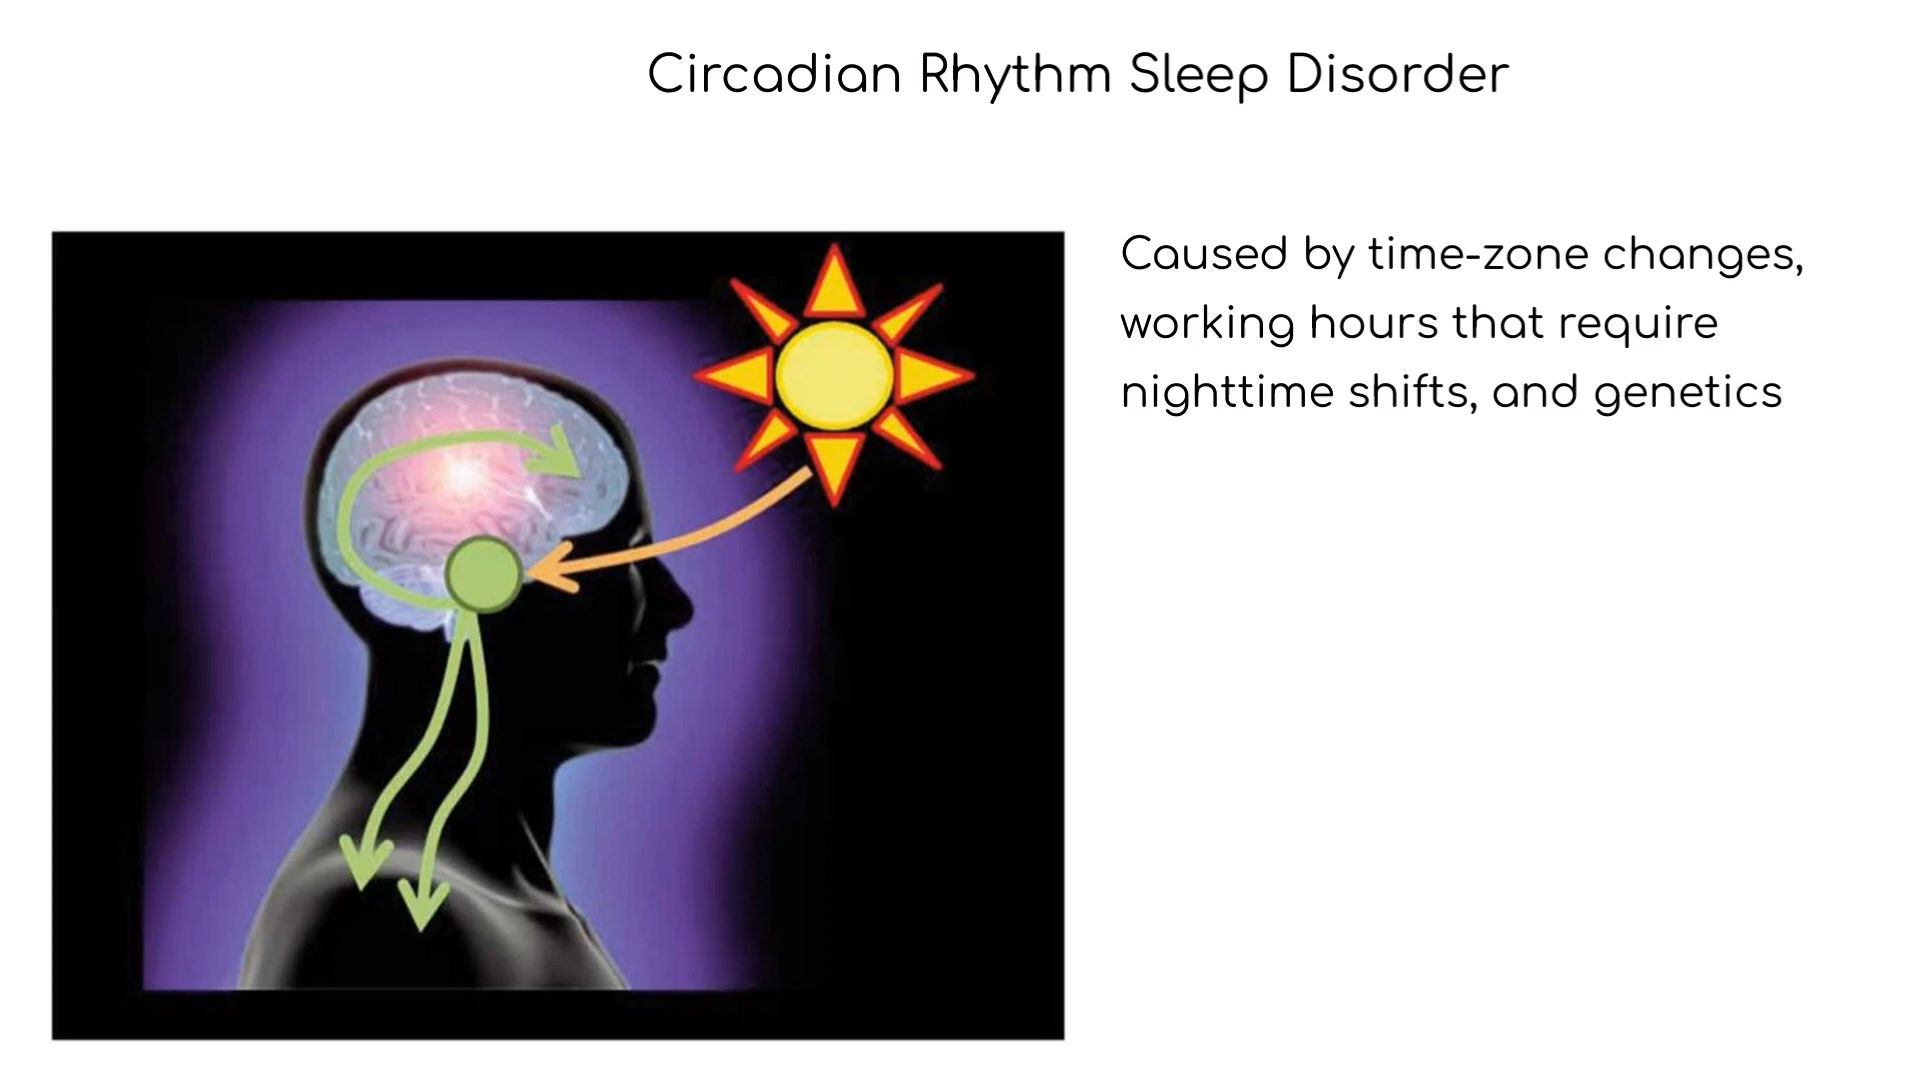 Circadian Rhythm Sleep Disorder
Caused by time-zone changes,
working hours that require
nighttime shifts, and genetics